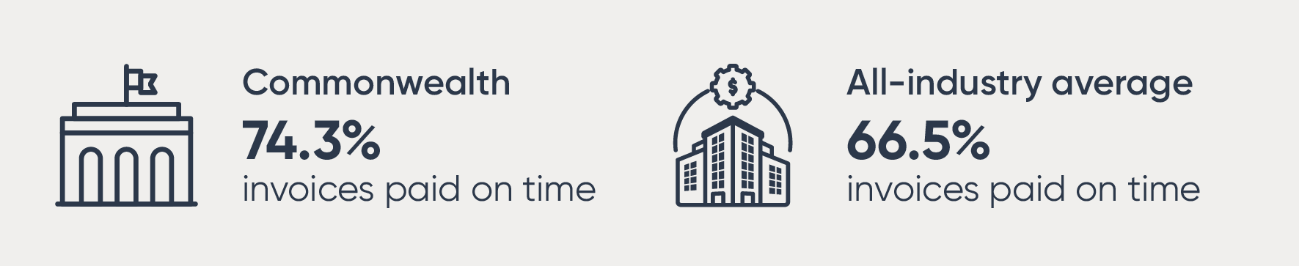 Commonwealth
74.3%
invoices paid on time
$
All-industry average
66.5%
invoices paid on time